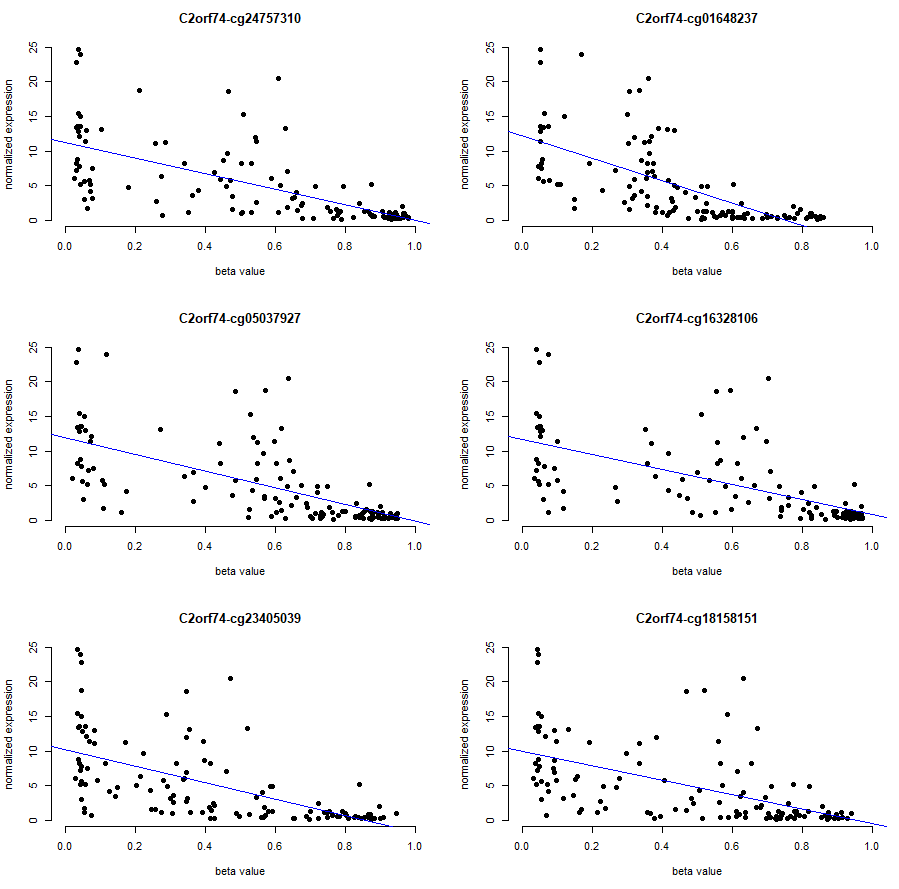 C2orf74-cg24757310
normalized expression
25
20
15
10
5
0
0.0 0.2 0.4 0.6 0.8 1.0
beta value
C2orf74-cg01648237
normalized expression
25
20
15
10
5
0
0.0 0.2 0.4 0.6 0.8 1.0
beta value
C2orf74-cg05037927
normalized expression
25
20
15
10
5
0
0.0 0.2 0.4 0.6 0.8 1.0
beta value
C2orf74-cg16328106
normalized expression
25
20
15
10
5
0
0.0 0.2 0.4 0.6 0.8 1.0
beta value
C2orf74-cg23405039
normalized expression
25
20
15
10
5
0
0.0 0.2 0.4 0.6 0.8 1.0
beta value
C2orf74-cg18158151
normalized expression
25
20
15
10
5
0
0.0 0.2 0.4 0.6 0.8 1.0
beta value